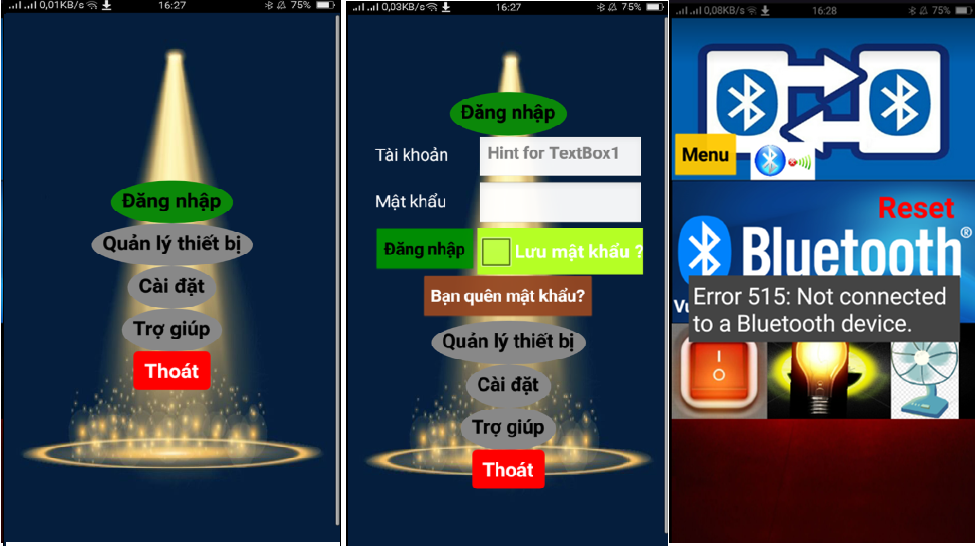 0,01KB/s
16:27
75%
Đăng nhập
Quản lý thiết bị
Cài đặt
Trợ giúp
Thoát
0,03KB/s
16:27
75%
Đăng nhập
Tài khoản
Hint for TextBox1
Mật khẩu
Đăng nhập
Lưu mật khẩu ?
Bạn quên mật khẩu?
Quản lý thiết bị
Cài đặt
Trợ giúp
Thoát
0,08KB/s
16:28
75%
Menu
Reset
Bluetooth®
Error 515: Not connected
to a Bluetooth device.
I
O